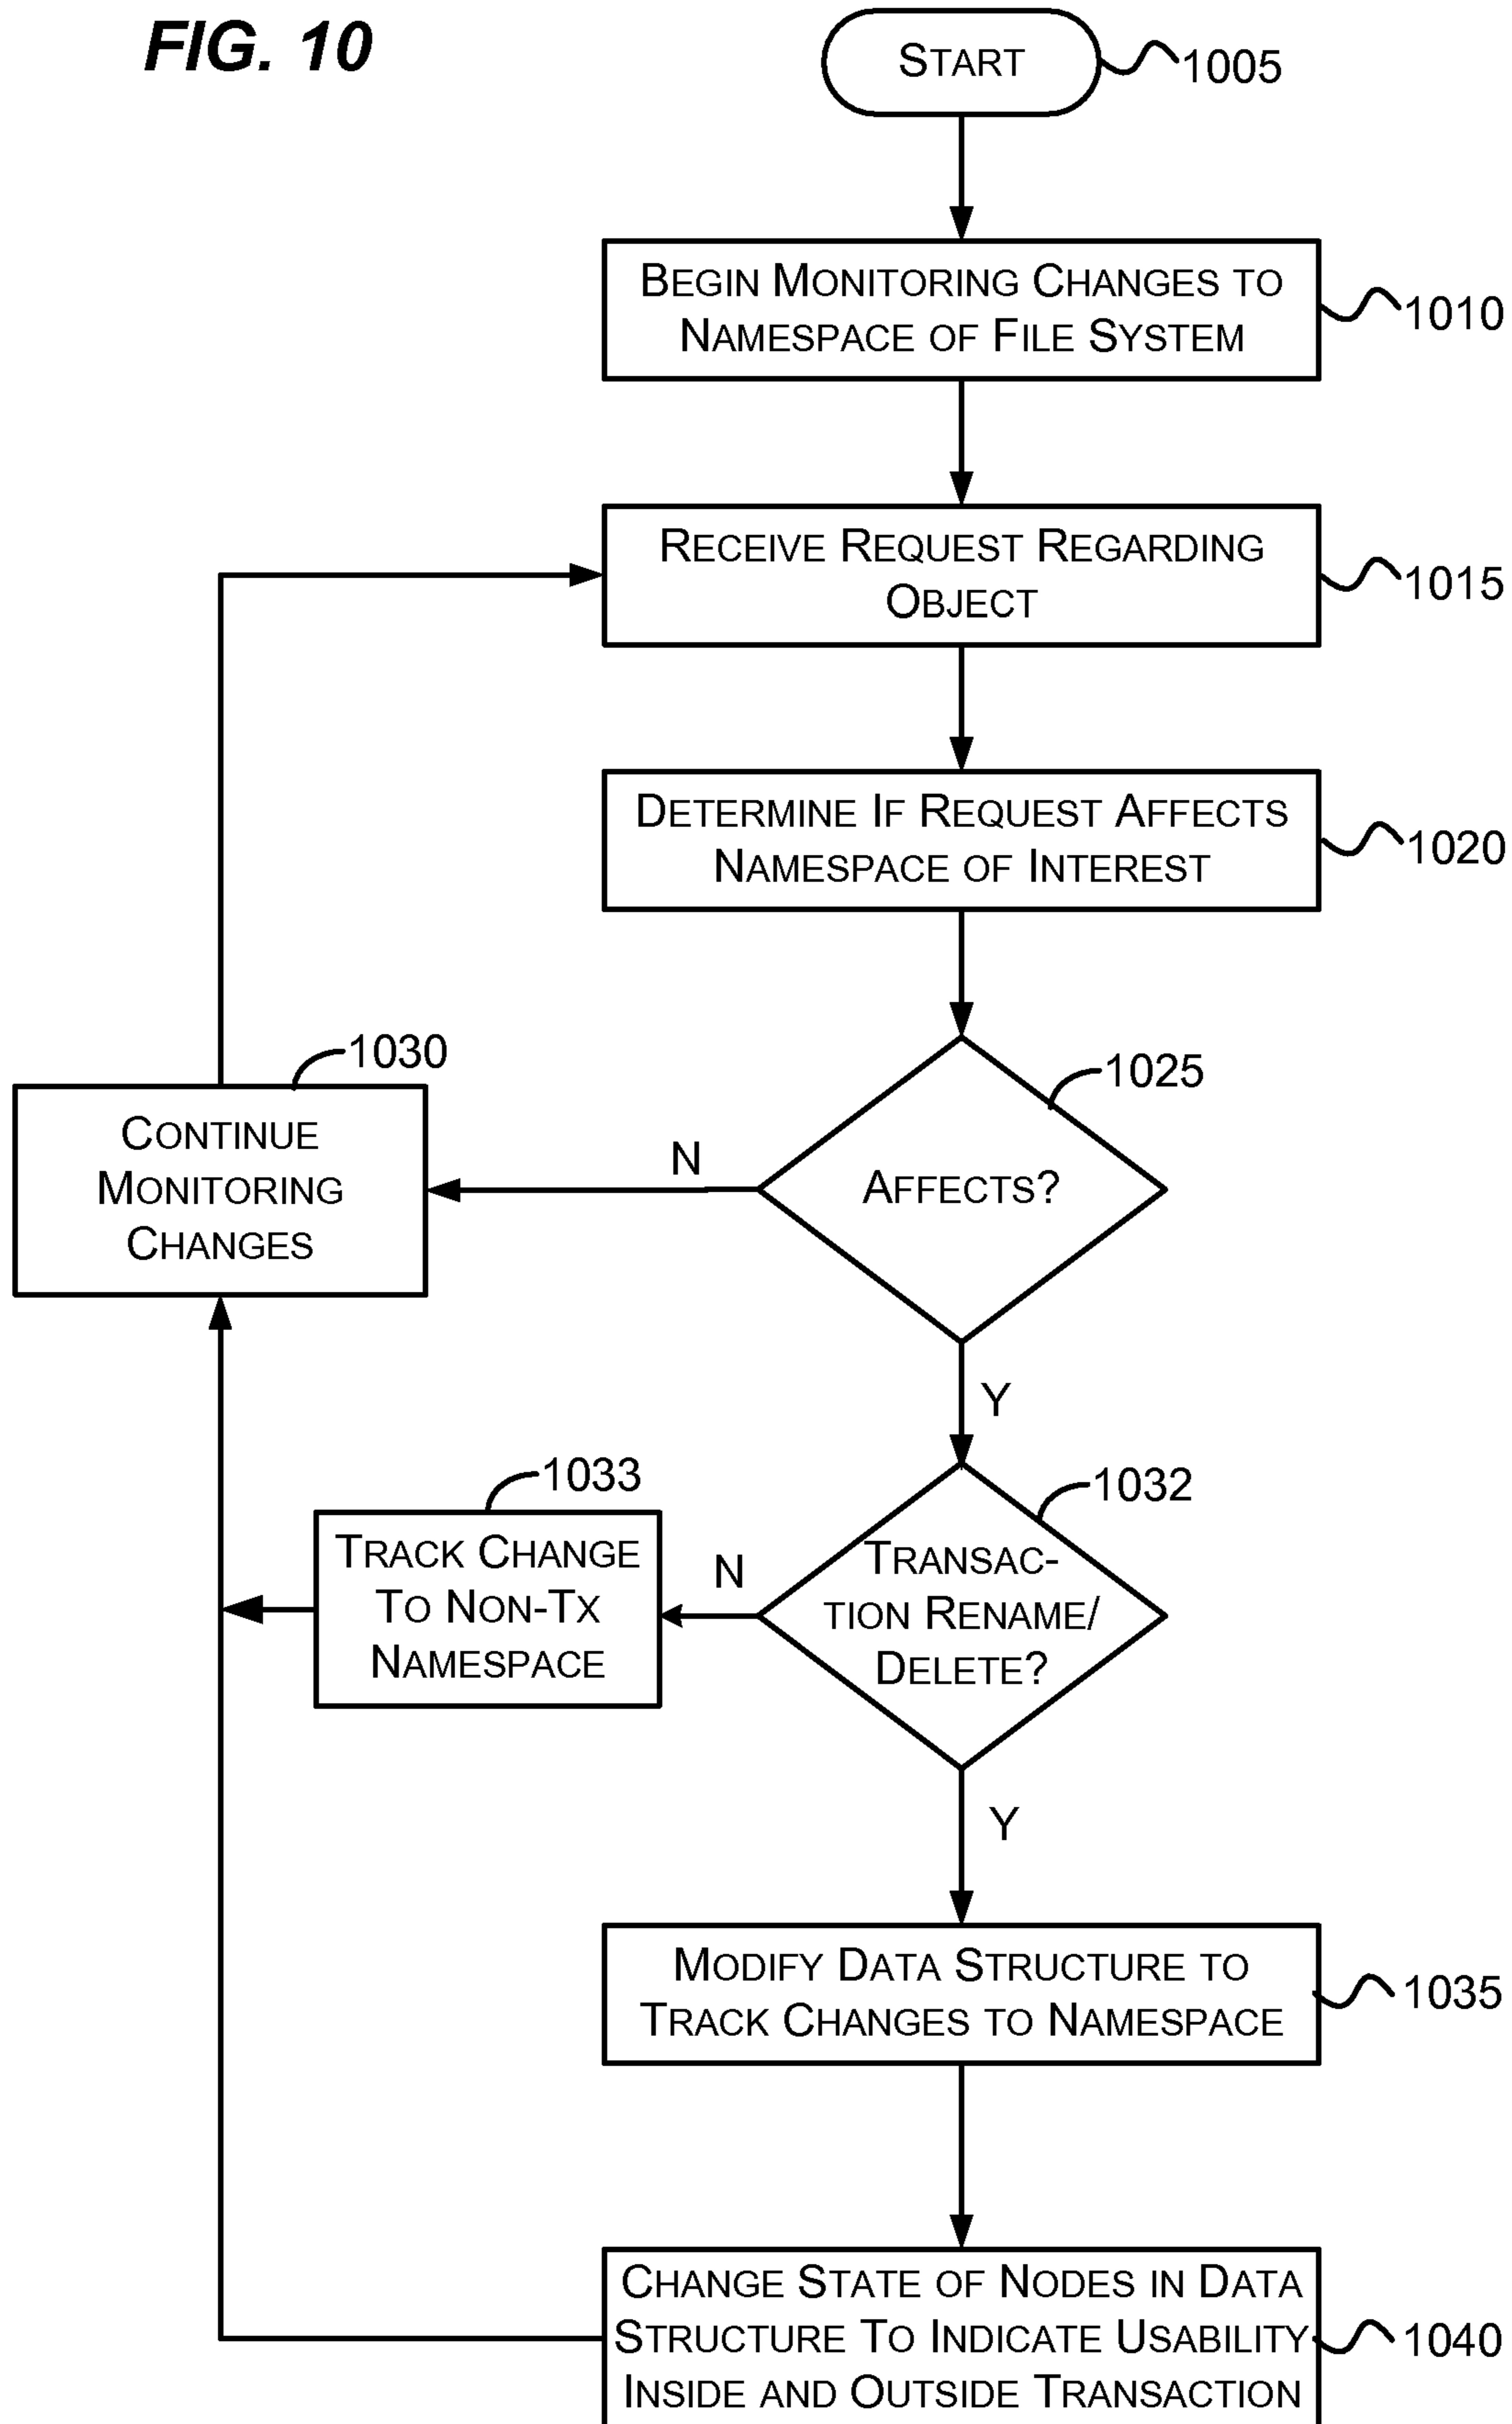 FIG. 10
START
1005
BEGIN MONITORING CHANGES TO
NAMESPACE OF FILE SYSTEM
1010
RECEIVE REQUEST REGARDING
OBJECT
1015
DETERMINE IF REQUEST AFFECTS
NAMESPACE OF INTEREST
1020
1030
CONTINUE
MONITORING
CHANGES
N
1025
AFFECTS?
Y
1033
TRACK CHANGE
TO NON-TX
NAMESPACE
N
1032
TRANSAC-
TION RENAME/
DELETE?
Y
MODIFY DATA STRUCTURE TO
TRACK CHANGES TO NAMESPACE
1035
CHANGE STATE OF NODES IN DATA
STRUCTURE TO INDICATE USABILITY
INSIDE AND OUTSIDE TRANSACTION
1040